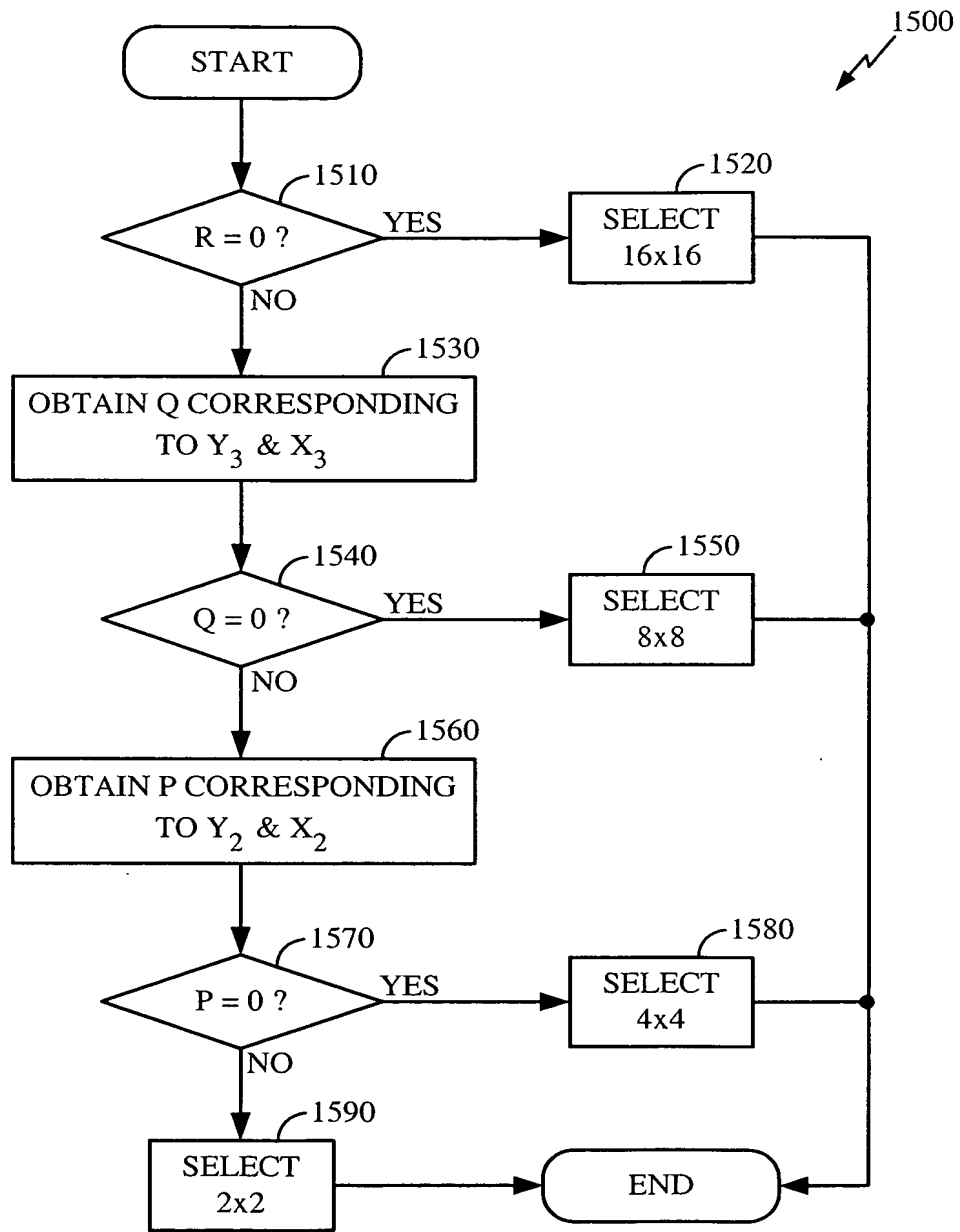 1500
START
1510
R = 0 ?
YES
NO
1520
SELECT
16x16
1530
OBTAIN Q CORRESPONDING
TO Y3 & X3
1540
Q = 0 ?
YES
NO
1550
SELECT
8x8
1560
OBTAIN P CORRESPONDING
TO Y2 & X2
1570
P = 0 ?
YES
NO
1580
SELECT
4x4
1590
SELECT
2x2
END